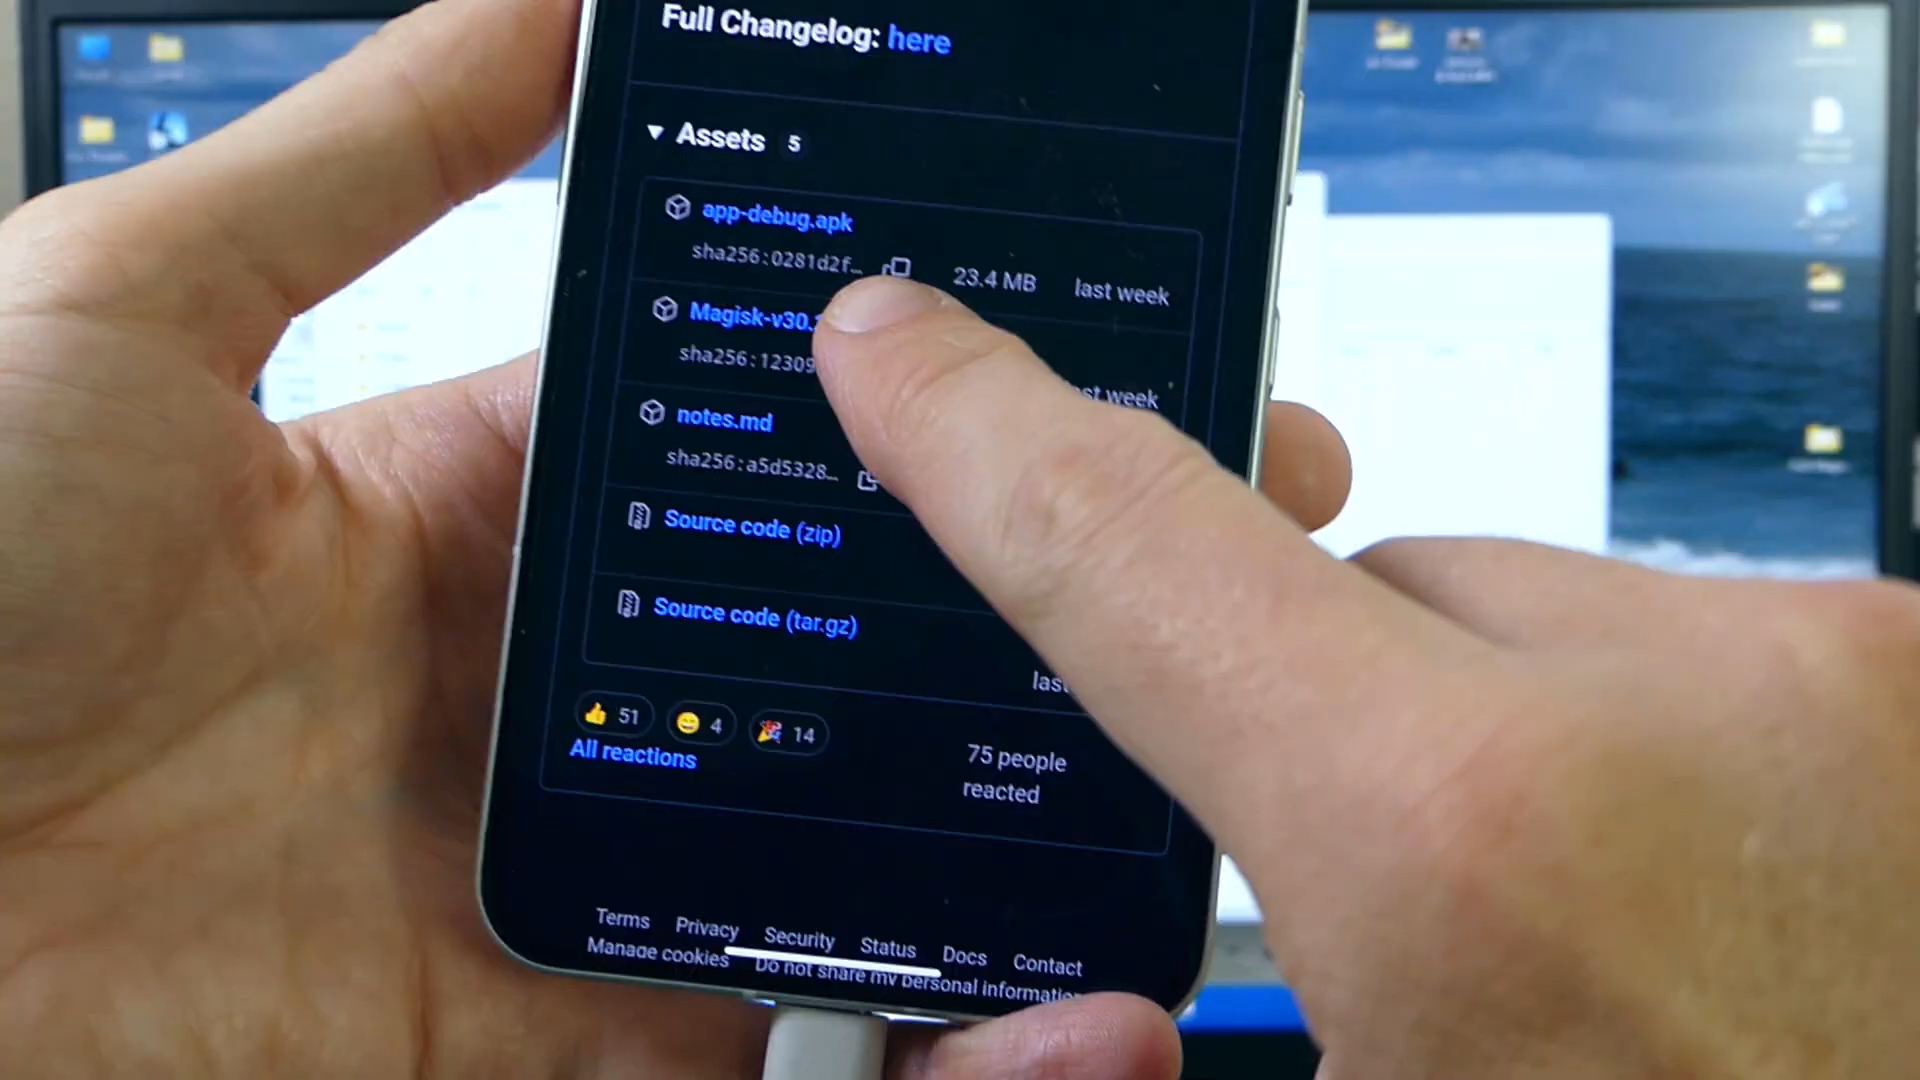 Full Changelog: here
Assets 5
app-debug.apk
sha256:0281d2f…
23.4 MB
last week
Magisk-v30.
sha256:12309
st week
notes.md
sha256:a5d5328…
Source code (zip)
Source code (tar.gz)
last
👍 51
😄 4
🎉 14
All reactions
75 people
reacted
Terms
Privacy
Security
Status
Docs
Contact
Manage cookies
Do not share my personal information